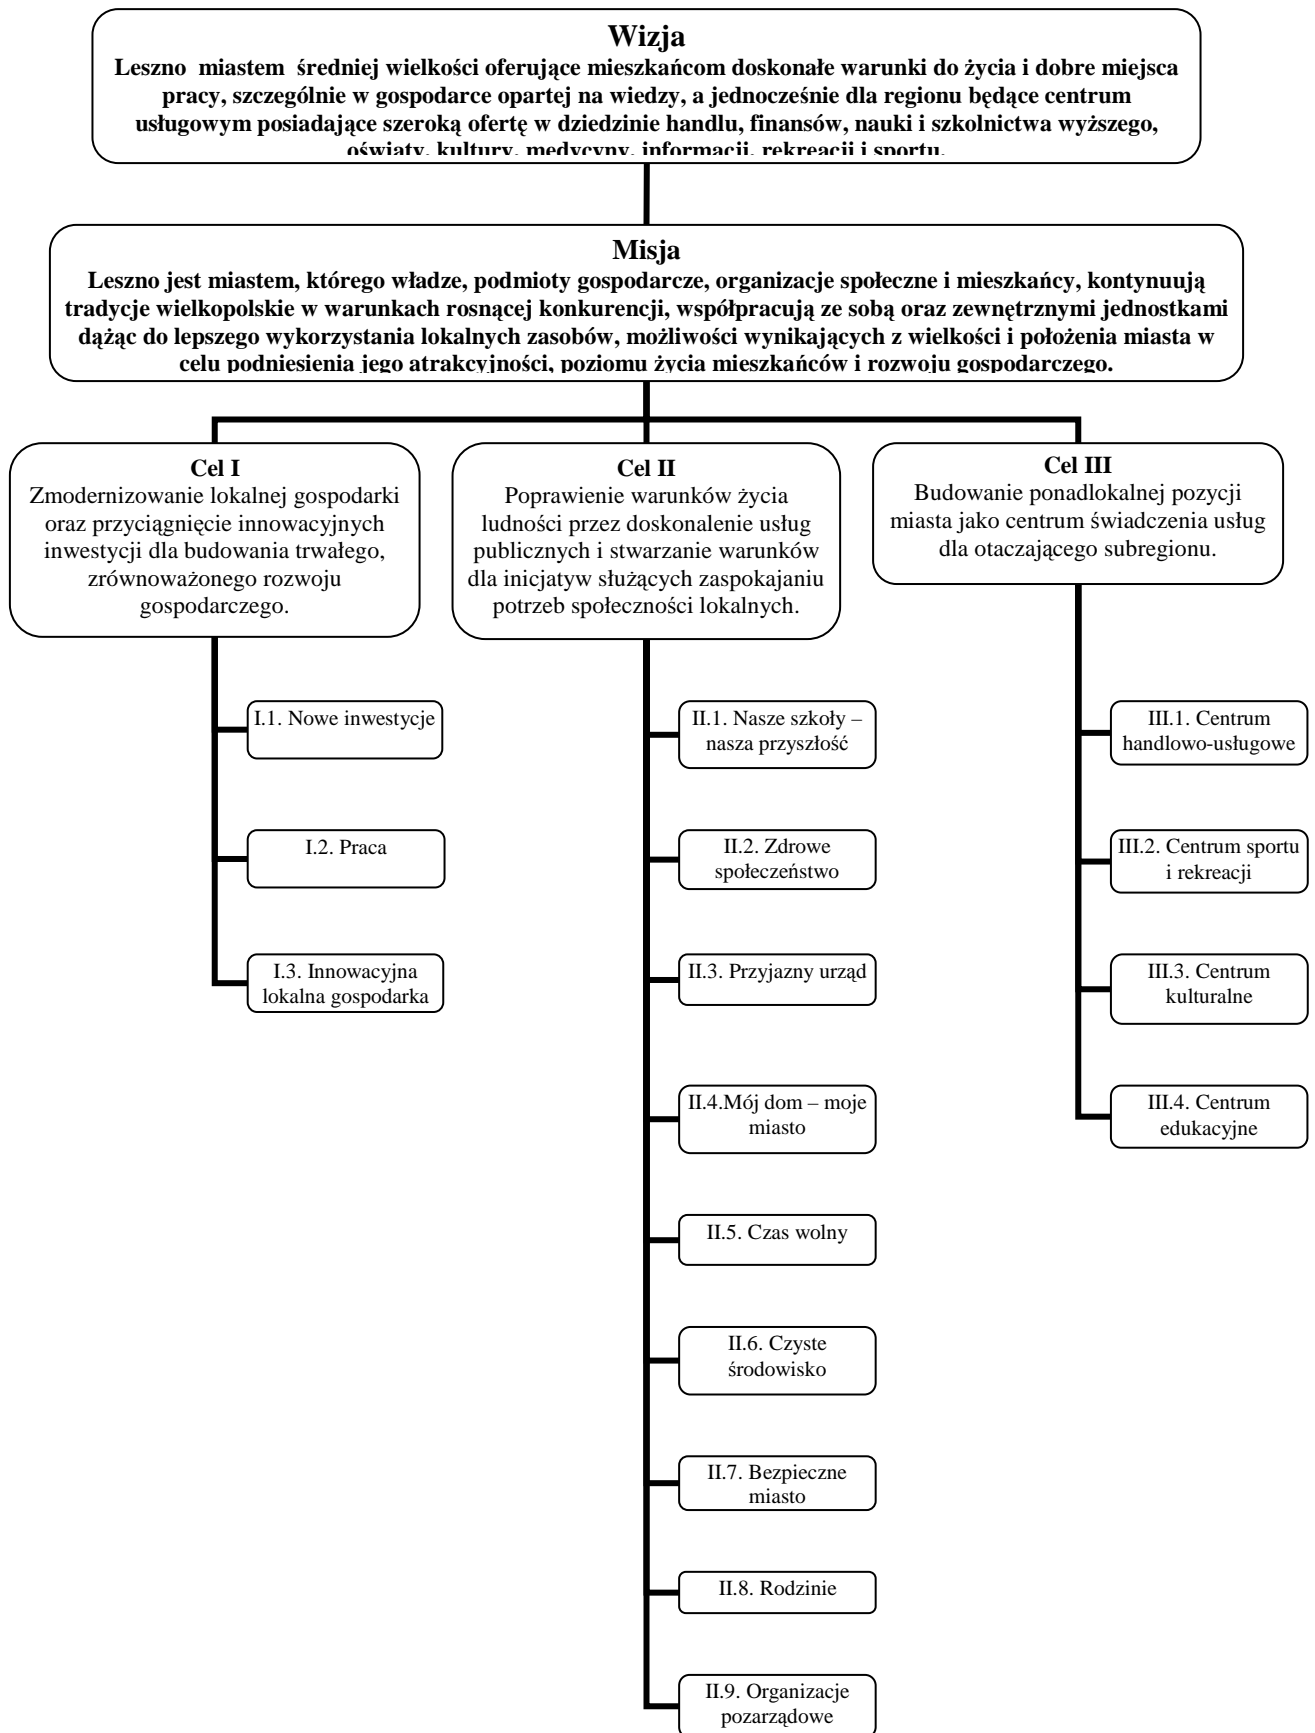 Wizja
Leszno miastem średniej wielkości oferujące mieszkańcom doskonałe warunki do życia i dobre miejsca
pracy, szczególnie w gospodarce opartej na wiedzy, a jednocześnie dla regionu będące centrum
usługowym posiadające szeroką ofertę w dziedzinie handlu, finansów, nauki i szkolnictwa wyższego,
oświaty, kultury, medycyny, informacji, rekreacji i sportu.
Misja
Leszno jest miastem, którego władze, podmioty gospodarcze, organizacje społeczne i mieszkańcy, kontynuują
tradycje wielkopolskie w warunkach rosnącej konkurencji, współpracują ze sobą oraz zewnętrznymi jednostkami
dążąc do lepszego wykorzystania lokalnych zasobów, możliwości wynikających z wielkości i położenia miasta w
celu podniesienia jego atrakcyjności, poziomu życia mieszkańców i rozwoju gospodarczego.
Cel I
Zmodernizowanie lokalnej gospodarki
oraz przyciągnięcie innowacyjnych
inwestycji dla budowania trwałego,
zrównoważonego rozwoju
gospodarczego.
I.1. Nowe inwestycje
I.2. Praca
I.3. Innowacyjna
lokalna gospodarka
Cel II
Poprawienie warunków życia
ludności przez doskonalenie usług
publicznych i stwarzanie warunków
dla inicjatyw służących zaspokajaniu
potrzeb społeczności lokalnych.
II.1. Nasze szkoły –
nasza przyszłość
II.2. Zdrowe
społeczeństwo
II.3. Przyjazny urząd
II.4.Mój dom – moje
miasto
II.5. Czas wolny
II.6. Czyste
środowisko
II.7. Bezpieczne
miasto
II.8. Rodzinie
II.9. Organizacje
pozarządowe
Cel III
Budowanie ponadlokalnej pozycji
miasta jako centrum świadczenia usług
dla otaczającego subregionu.
III.1. Centrum
handlowo-usługowe
III.2. Centrum sportu
i rekreacji
III.3. Centrum
kulturalne
III.4. Centrum
edukacyjne